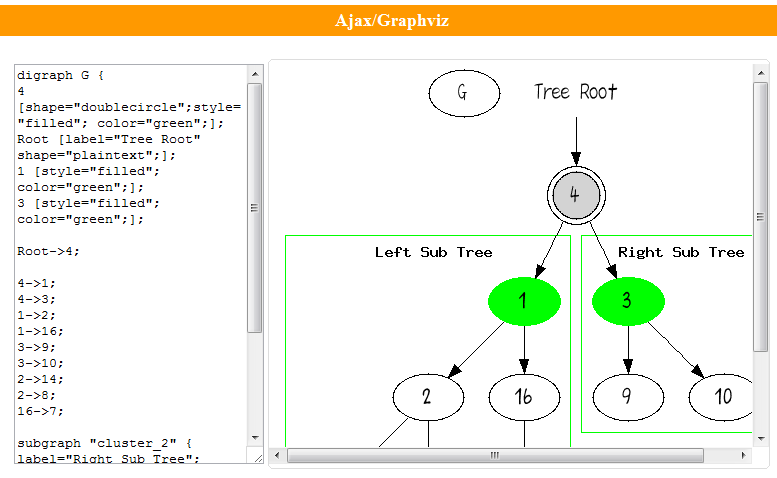 Ajax/Graphviz
digraph G {
4
[shape="doublecircle";style=
"filled"; color="green";];
Root [label="Tree Root"
shape="plaintext";];
1 [style="filled";
color="green";];
3 [style="filled";
color="green";];
Root->4;
4->1;
4->3;
1->2;
1->16;
3->9;
3->10;
2->14;
2->8;
16->7;
subgraph "cluster_2" {
label="Right Sub Tree";
G
Tree Root
4
Left Sub Tree
Right Sub Tree
1
3
2
16
9
10